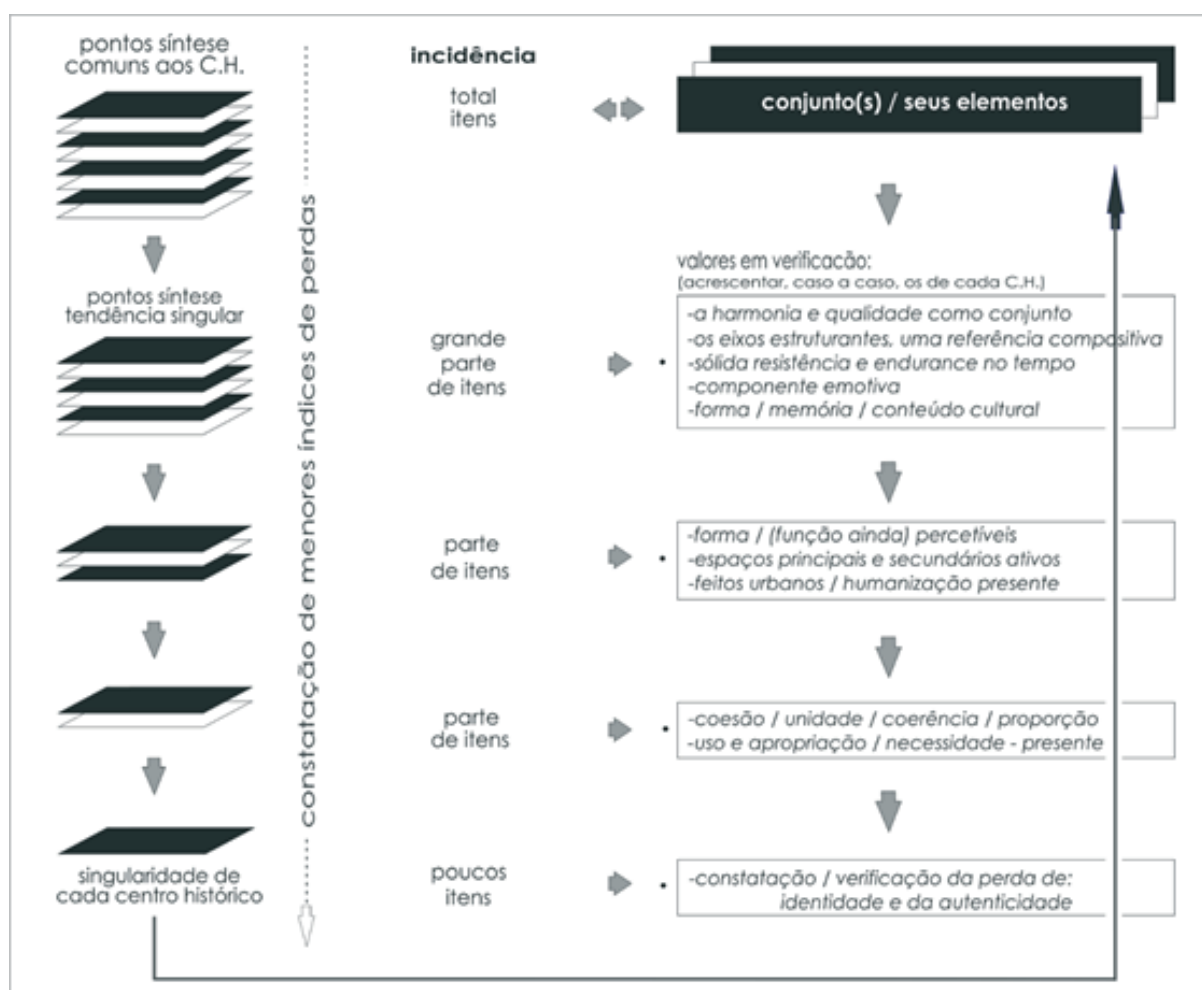 pontos síntese
comuns aos C.H.
incidência
total
itens
conjunto(s) / seus elementos
constatação de menores índices de perdas
pontos síntese
tendência singular
grande
parte
de itens
valores em verificacão:
(acrescentar, caso a caso, os de cada C.H.)
-a harmonia e qualidade como conjunto
-os eixos estruturantes, uma referência compositiva
-sólida resistência e endurance no tempo
-componente emotiva
-forma / memória / conteúdo cultural
parte
de itens
-forma / (função ainda) percetíveis
-espaços principais e secundários ativos
-feitos urbanos / humanização presente
parte
de itens
-coesão / unidade / coerência / proporção
-uso e apropriação / necessidade - presente
singularidade de
cada centro histórico
poucos
itens
-constatação / verificação da perda de:
identidade e da autenticidade